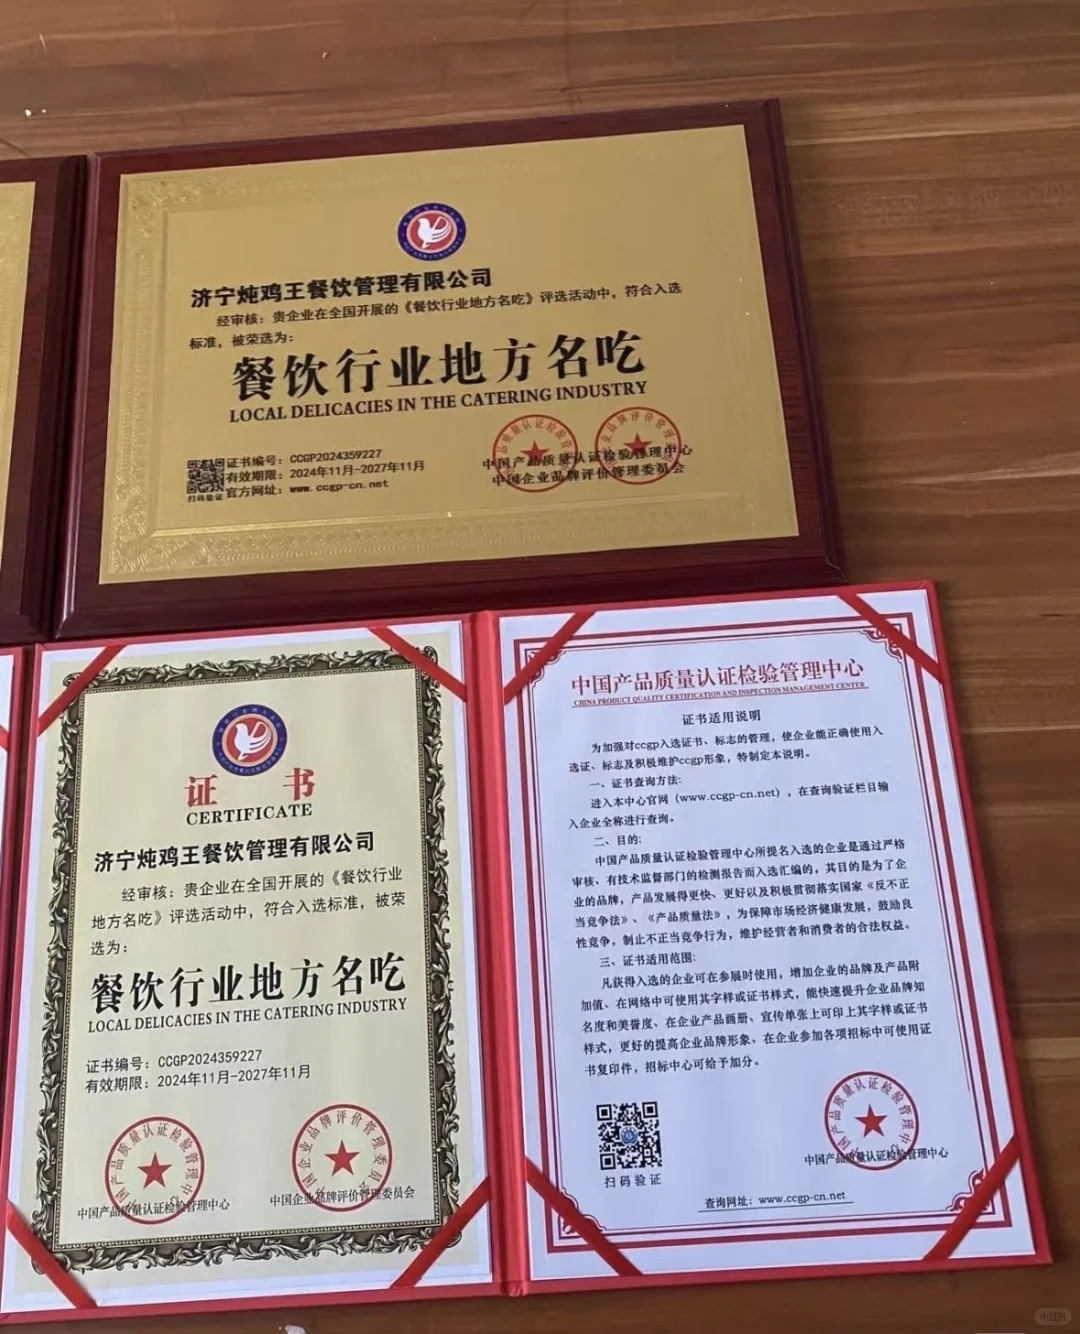 济宁炖鸡王餐饮管理有限公司
经审核：贵企业在全国开展的《餐饮行业地方名吃》评选活动中，符合入选
标准，被荣选为：
餐饮行业地方名吃
LOCAL DELICACIES IN THE CATERING INDUSTRY
证书编号：CCGP2024359227
有效期限：2024年11月-2027年11月
官方网址：www.ccgp-cn.net
扫码验证
中国产品质量认证检验管理中心
中国企业品牌评价管理委员会
证 书
CERTIFICATE
济宁炖鸡王餐饮管理有限公司
经审核：贵企业在全国开展的《餐饮行业
地方名吃》评选活动中，符合入选标准，被荣
选为：
餐饮行业地方名吃
LOCAL DELICACIES IN THE CATERING INDUSTRY
证书编号：CCGP2024359227
有效期限：2024年11月-2027年11月
中国产品质量认证检验管理中心
中国企业品牌评价管理委员会
中国产品质量认证检验管理中心
CHINA PRODUCT QUALITY CERTIFICATION AND INSPECTION MANAGEMENT CENTER
证书适用说明
为加强对ccgp入选证书、标志的管理，使企业能正确使用入
选证、标志及积极维护ccgp形象，特制定本说明。
一、证书查询方法：
进入本中心官网（www.ccgp-cn.net），在查询验证栏目输
入企业全称进行查询。
二、目的：
中国产品质量认证检验管理中心所提名入选的企业是通过严格
审核、有技术监督部门的检测报告而入选汇编的，其目的是为了企
业的品牌，产品发展得更快、更好以及积极贯彻落实国家《反不正
当竞争法》、《产品质量法》，为保障市场经济健康发展，鼓励良
性竞争，制止不正当竞争行为，维护经营者和消费者的合法权益。
三、证书适用范围：
凡获得入选的企业可在参展时使用，增加企业的品牌及产品附
加值、在网络中可使用其字样或证书样式，能快速提升企业品牌知
名度和美誉度、在企业产品画册、宣传单张上可印上其字样或证书
样式，更好的提高企业品牌形象、在企业参加各项招标中可使用证
书复印件，招标中心可给予加分。
扫码验证
中国产品质量认证检验管理中心
查询网址：www.ccgp-cn.net
小红书